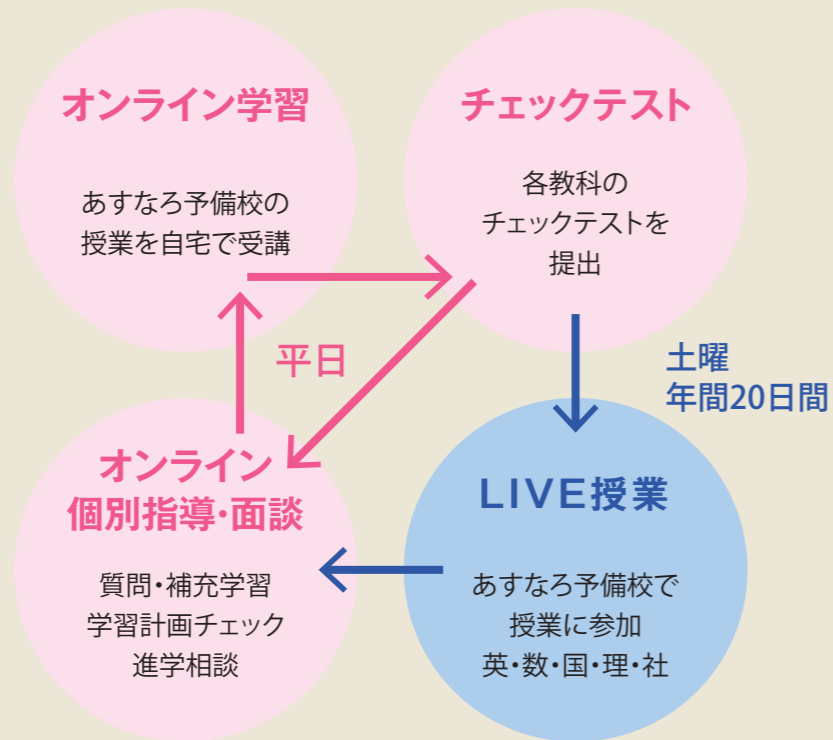 オンライン学習
あすなろ予備校の
授業を自宅で受講
チェックテスト
各教科の
チェックテストを
提出
平日
土曜
年間20日間
オンライン
個別指導・面談
質問・補充学習
学習計画チェック
進学相談
LIVE授業
あすなろ予備校で
授業に参加
英・数・国・理・社